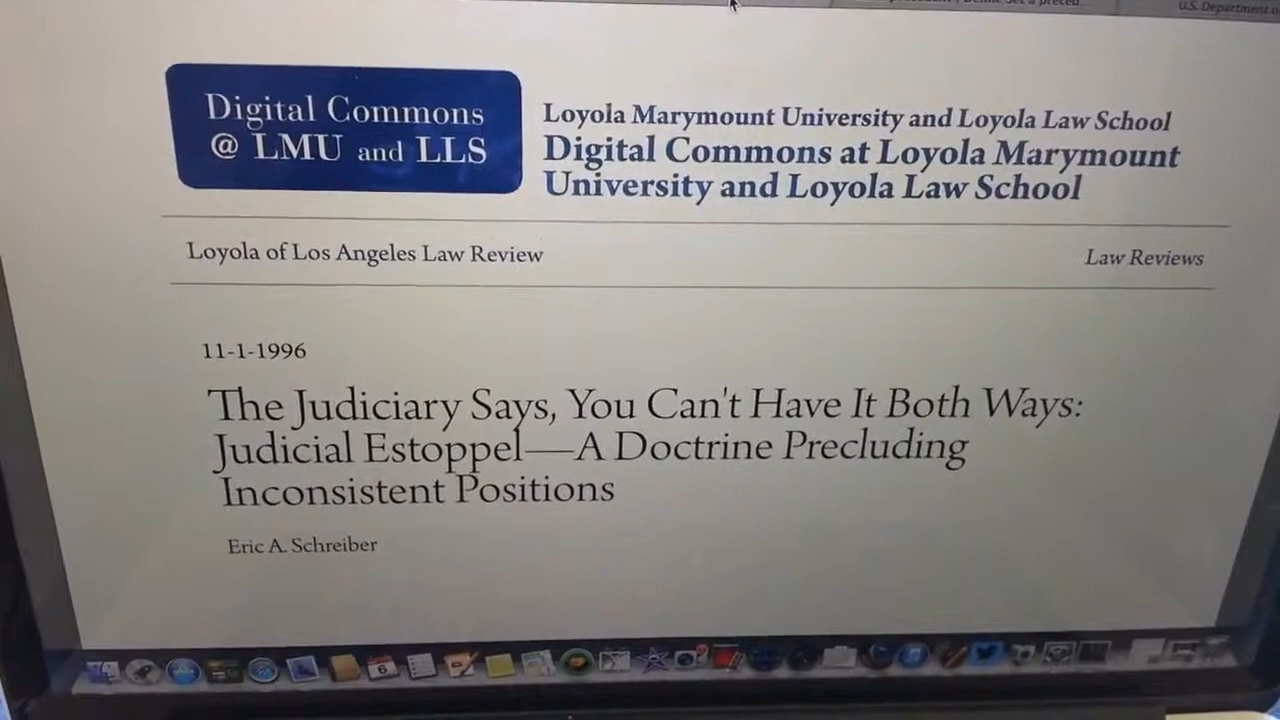 U.S. Department
Digital Commons
@ LMU and LLS
Loyola Marymount University and Loyola Law School
Digital Commons at Loyola Marymount
University and Loyola Law School
Loyola of Los Angeles Law Review
Law Reviews
11-1-1996
The Judiciary Says, You Can't Have It Both Ways:
Judicial Estoppel—A Doctrine Precluding
Inconsistent Positions
Eric A. Schreiber
6